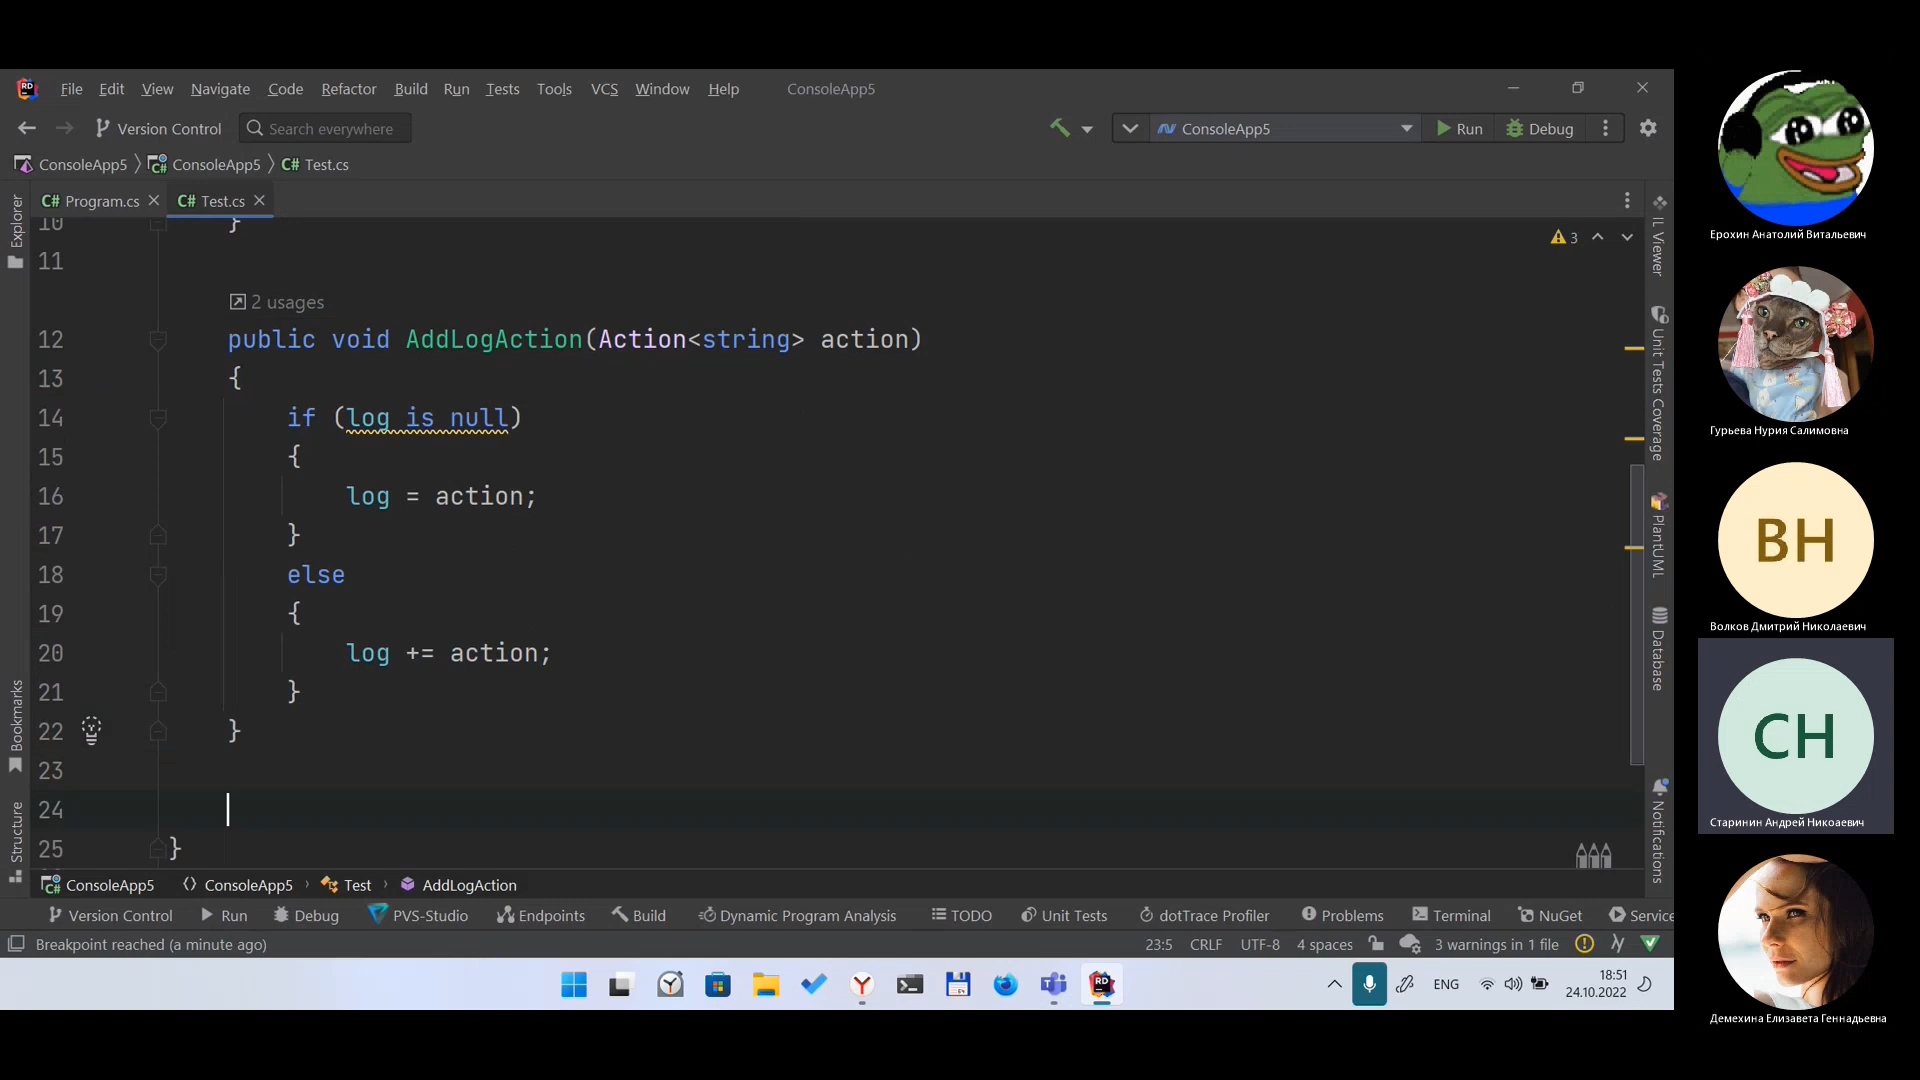 File Edit View Navigate Code Refactor Build Run Tests Tools VCS Window Help ConsoleApp5
Version Control Search everywhere ConsoleApp5 Run Debug
ConsoleApp5 ConsoleApp5 C# Test.cs
C# Program.cs C# Test.cs
Explorer
10 }
3
11
2 usages
12 public void AddLogAction(Action<string> action)
13 {
14 if (log is null)
15 {
16 log = action;
17 }
18 else
19 {
20 log += action;
21 }
22 }
23
24
25 }
Bookmarks
Structure
IL Viewer
Unit Tests Coverage
PlantUML
Database
Notifications
ConsoleApp5 ConsoleApp5 Test AddLogAction
Version Control Run Debug PVS-Studio Endpoints Build Dynamic Program Analysis TODO Unit Tests dotTrace Profiler Problems Terminal NuGet Service
Breakpoint reached (a minute ago) 23:5 CRLF UTF-8 4 spaces 3 warnings in 1 file
ENG 18:51
24.10.2022
Ерохин Анатолий Витальевич
Гурьева Нурия Салимовна
ВН
Волков Дмитрий Николаевич
СН
Старинин Андрей Никоаевич
Демехина Елизавета Геннадьевна